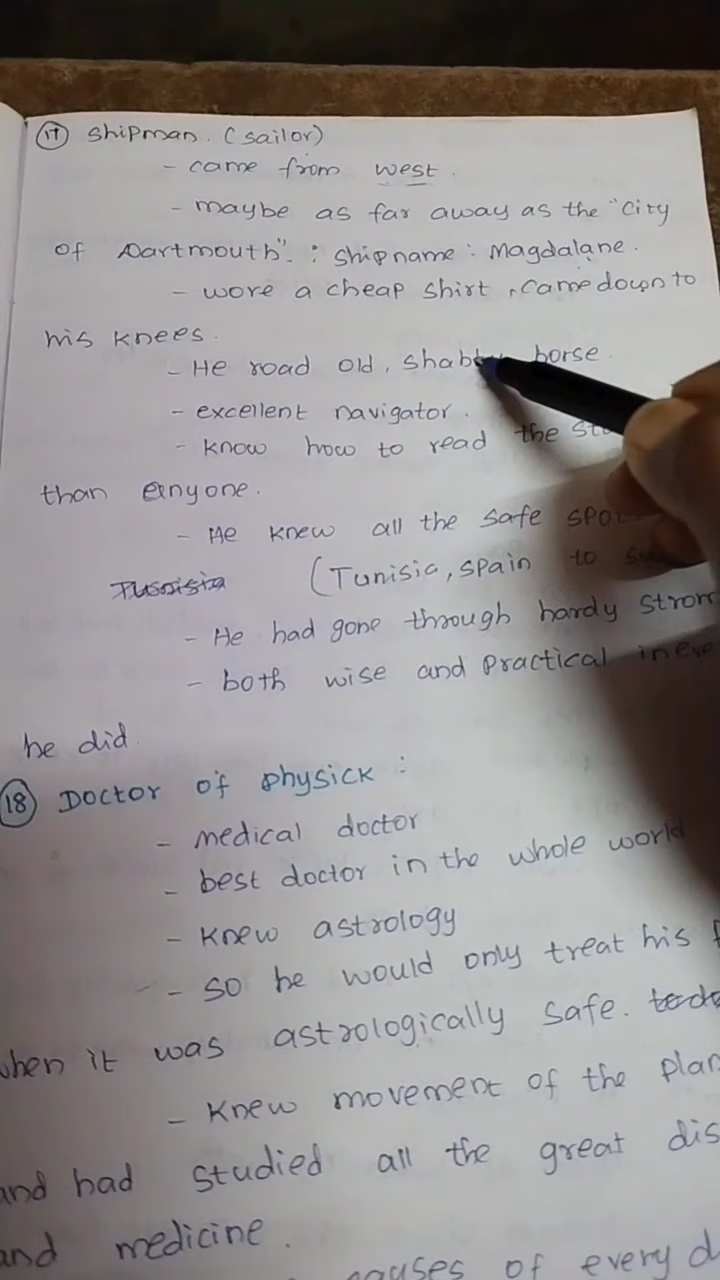 17 Shipman. (Sailor)
- came from west.
- maybe as far away as the "City
of Dartmouth". : Shipname : Magdalane.
- wore a cheap shirt, came down to
his knees.
- He road old, horse.
- excellent navigator.
- know how to read the
than anyone.
- He knew all the safe
(Tunisia, spain to
- He had gone through hardy
- both wise and practical in
he did
18 Doctor of physick :
- medical doctor
- best doctor in the whole world
- knew astrology
- so he would only treat his
when it was astrologically safe.
- knew movement of the
and had studied all the great
and medicine.
of every